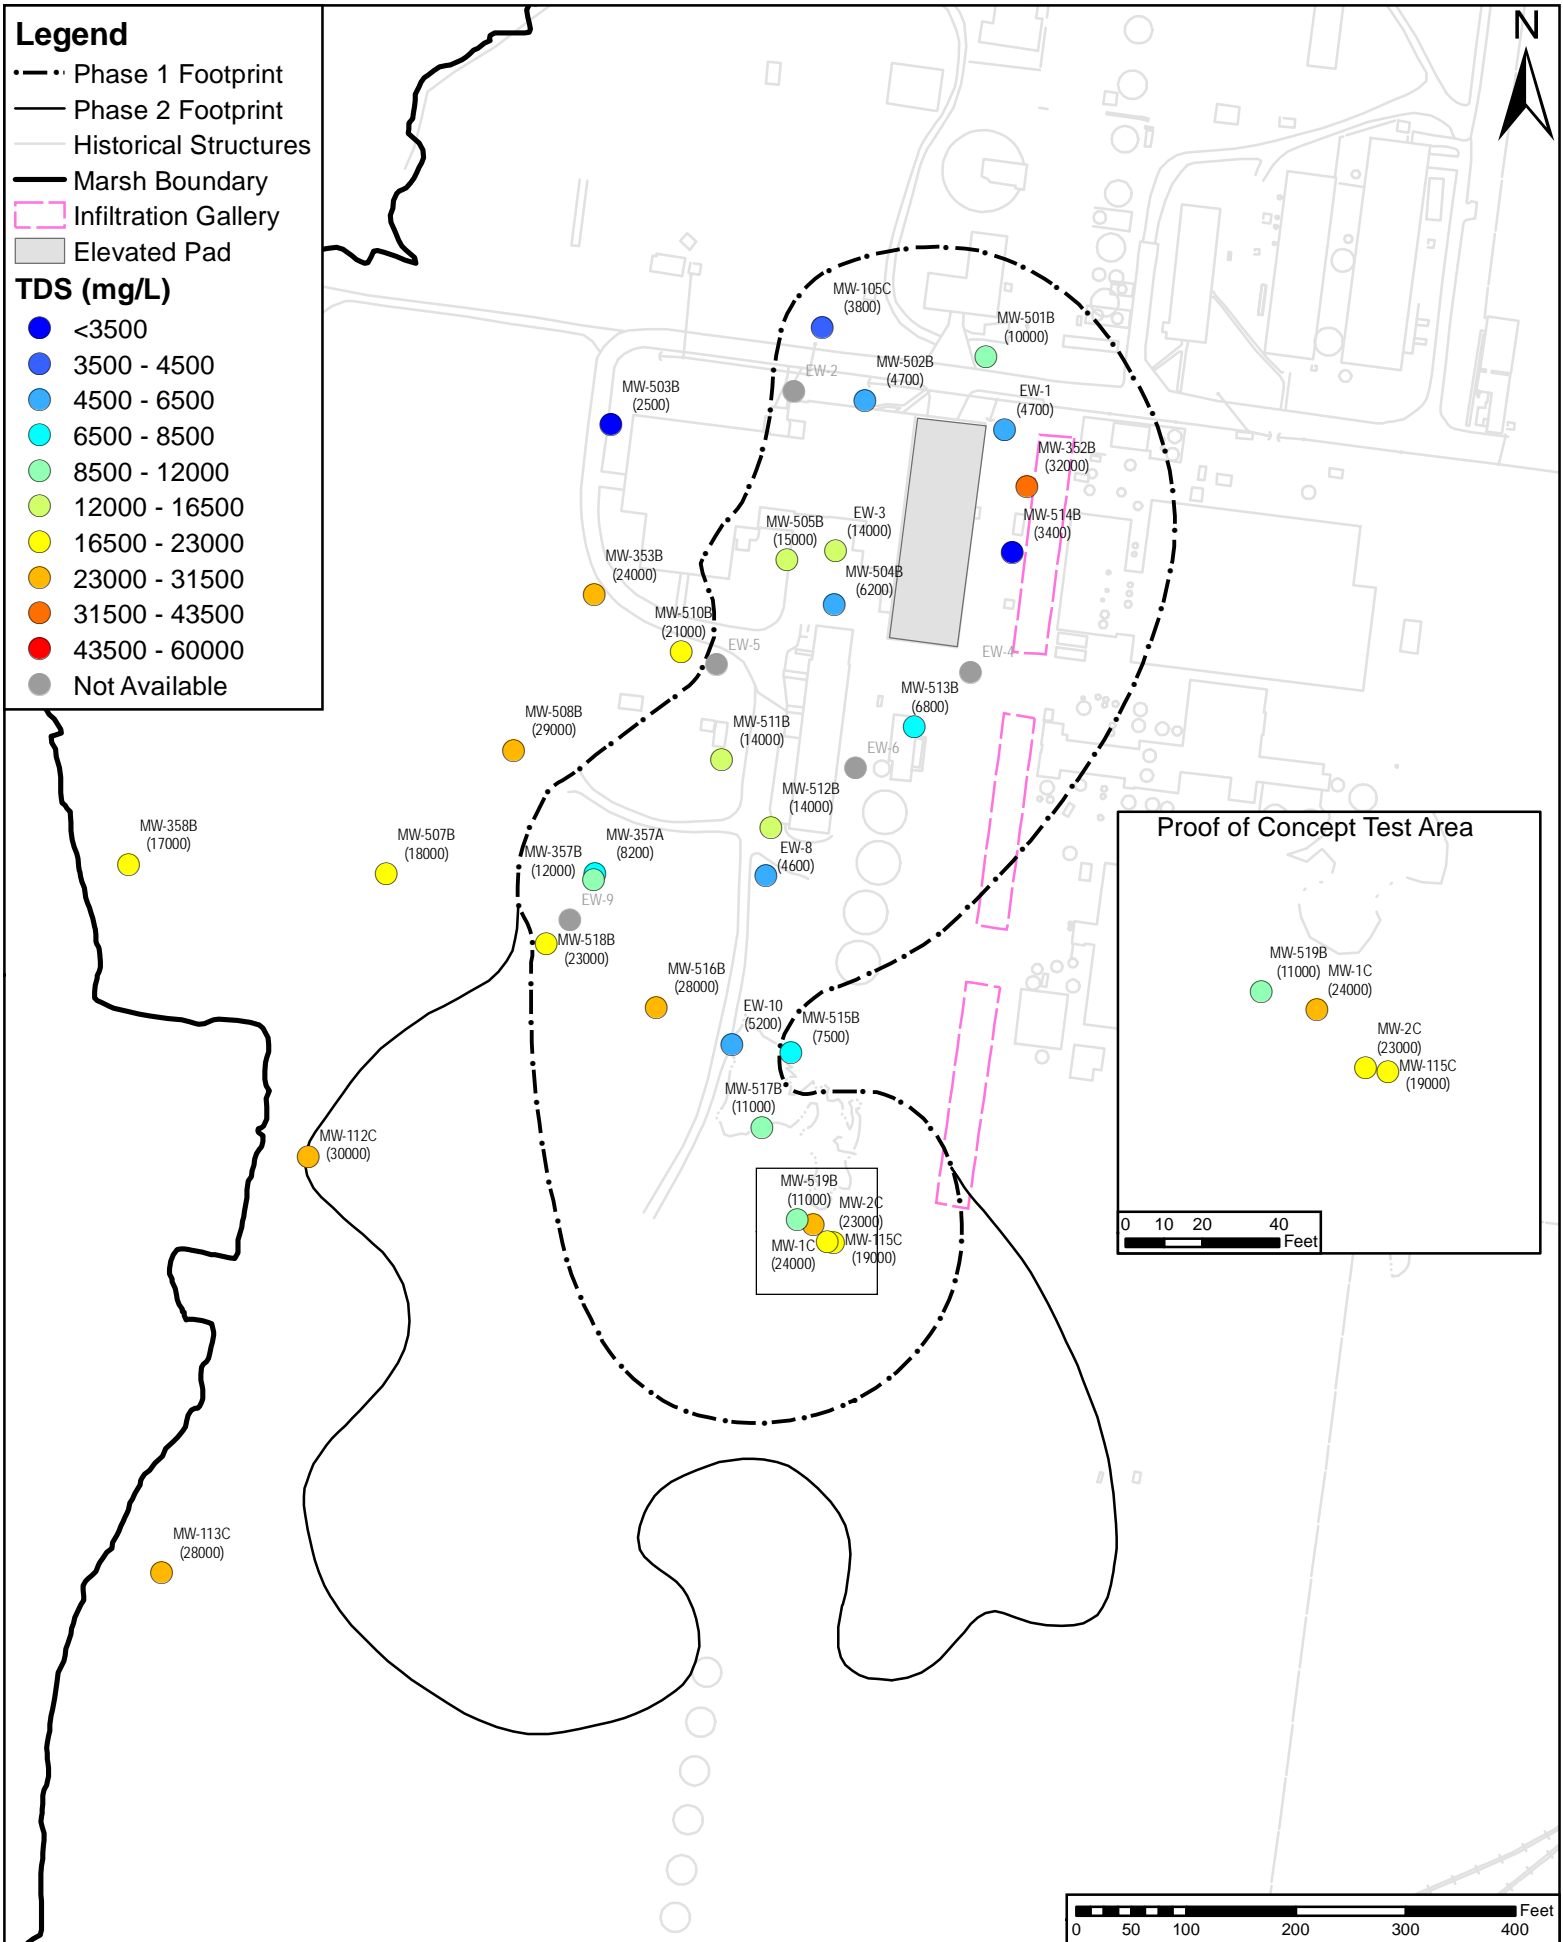 Legend
Phase 1 Footprint
Phase 2 Footprint
Historical Structures
Marsh Boundary
Infiltration Gallery
Elevated Pad
TDS (mg/L)
<3500
3500 - 4500
4500 - 6500
6500 - 8500
8500 - 12000
12000 - 16500
16500 - 23000
23000 - 31500
31500 - 43500
43500 - 60000
Not Available
N
MW-105C
(3800)
MW-501B
(10000)
EW-2
MW-502B
(4700)
MW-503B
(2500)
EW-1
(4700)
MW-352B
(32000)
MW-514B
(3400)
EW-3
(14000)
MW-505B
(15000)
MW-504B
(6200)
MW-353B
(24000)
MW-510B
(21000)
EW-5
EW-4
MW-513B
(6800)
MW-508B
(29000)
MW-511B
(14000)
EW-6
MW-512B
(14000)
MW-358B
(17000)
MW-507B
(18000)
MW-357B
(12000)
MW-357A
(8200)
EW-8
(4600)
EW-9
MW-518B
(23000)
MW-516B
(28000)
EW-10
(5200)
MW-515B
(7500)
MW-517B
(11000)
MW-112C
(30000)
MW-519B
(11000)
MW-2C
(23000)
MW-1C
(24000)
MW-115C
(19000)
MW-113C
(28000)
Proof of Concept Test Area
MW-519B
(11000)
MW-1C
(24000)
MW-2C
(23000)
MW-115C
(19000)
0 10 20 40
Feet
Feet
0 50 100 200 300 400